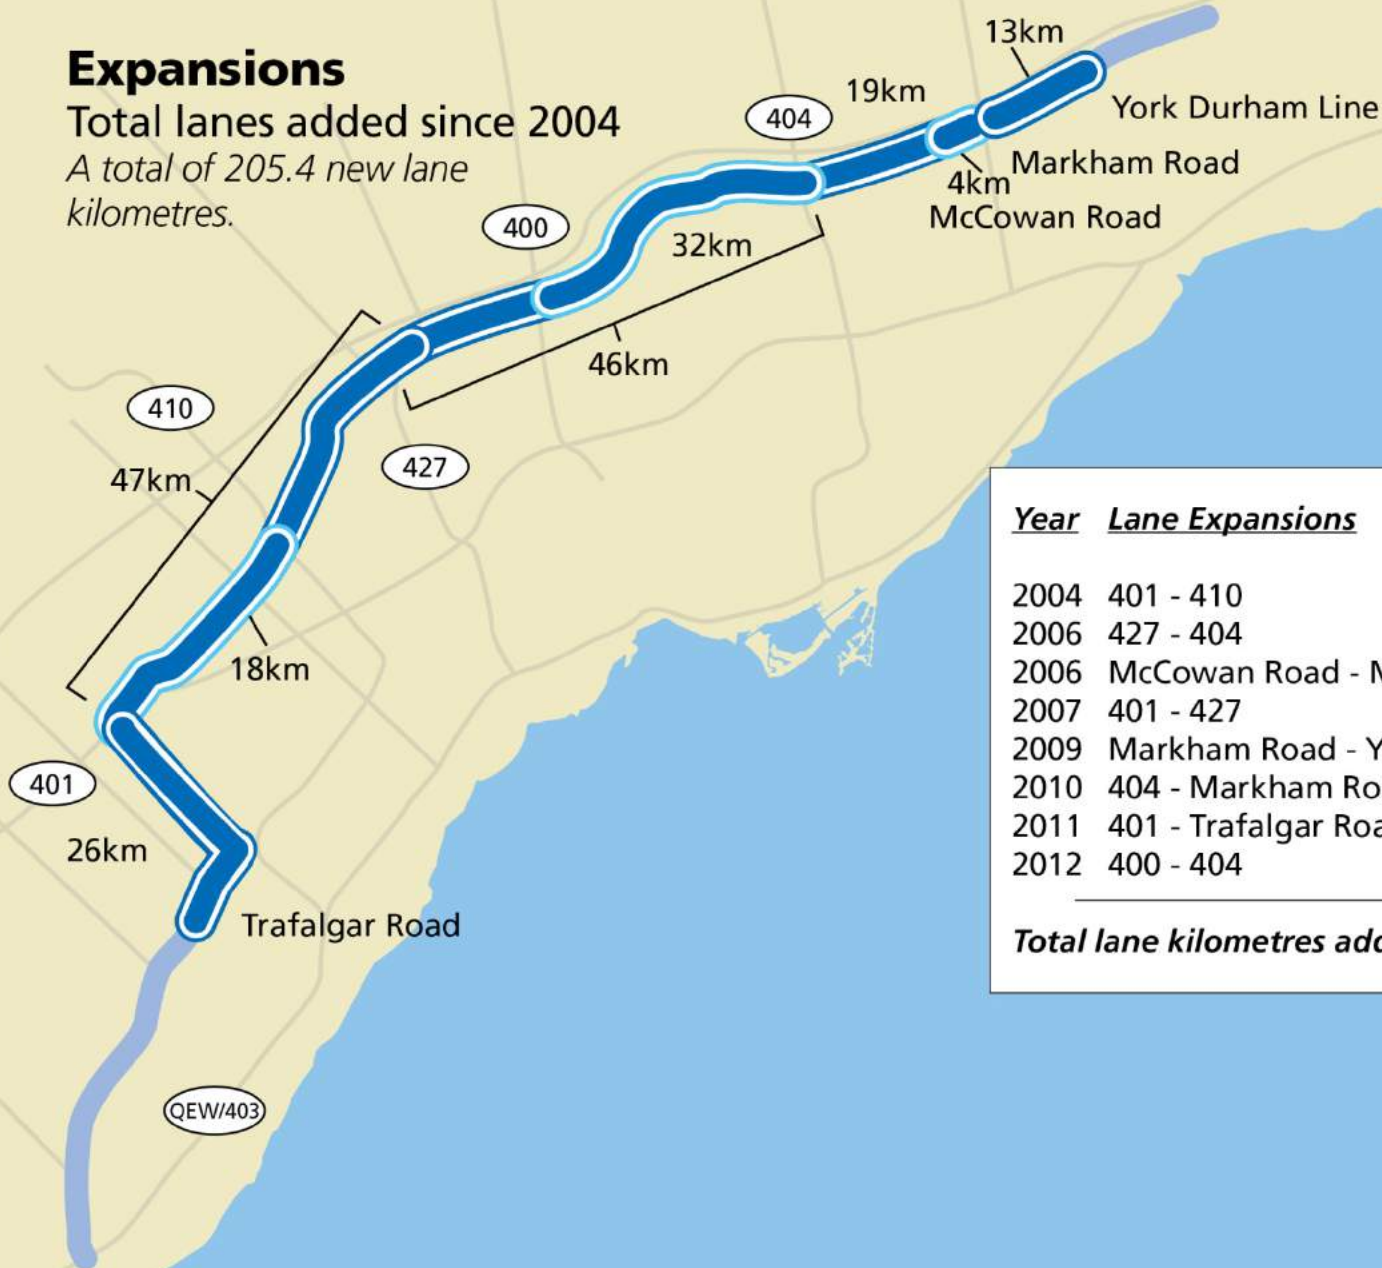 Expansions
Total lanes added since 2004
A total of 205.4 new lane
kilometres.
13km
19km
404
York Durham Line
Markham Road
4km
McCowan Road
400
32km
46km
410
427
47km
18km
401
26km
Trafalgar Road
QEW/403
Year Lane Expansions
2004 401 - 410
2006 427 - 404
2006 McCowan Road -
2007 401 - 427
2009 Markham Road -
2010 404 - Markham
2011 401 - Trafalgar
2012 400 - 404
Total lane kilometres